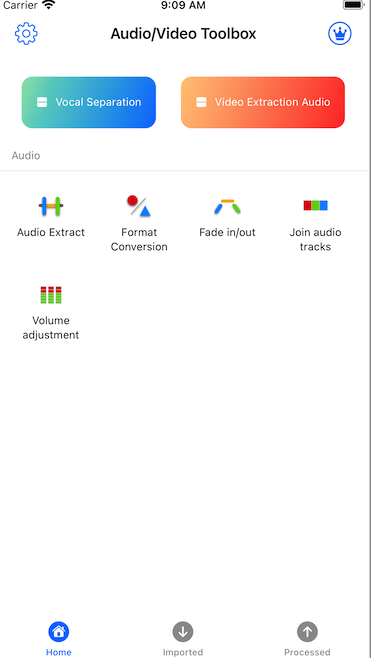 Carrier 9:09 AM
Audio/Video Toolbox
Vocal Separation
Video Extraction Audio
Audio
Audio Extract
Format
Conversion
Fade in/out
Join audio
tracks
Volume
adjustment
Home
Imported
Processed